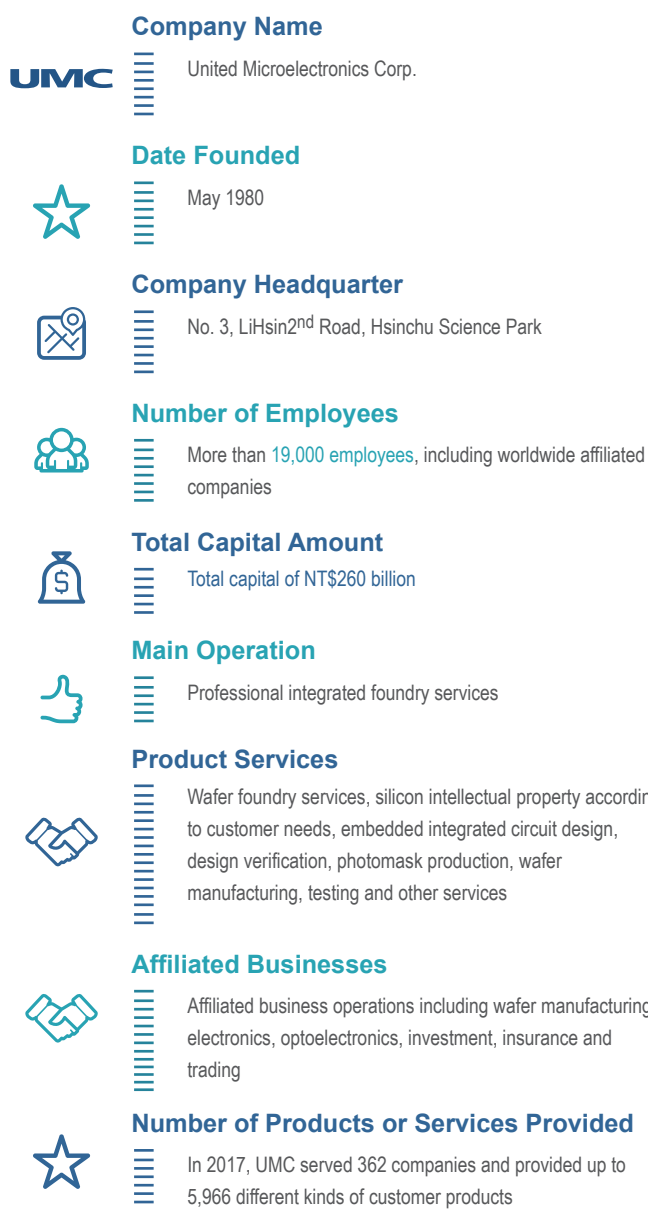 Company Name
UMC
United Microelectronics Corp.
Date Founded
May 1980
Company Headquarter
No. 3, LiHsin2nd Road, Hsinchu Science Park
Number of Employees
More than 19,000 employees, including worldwide affiliated
companies
Total Capital Amount
$
Total capital of NT$260 billion
Main Operation
Professional integrated foundry services
Product Services
Wafer foundry services, silicon intellectual property accordin
to customer needs, embedded integrated circuit design,
design verification, photomask production, wafer
manufacturing, testing and other services
Affiliated Businesses
Affiliated business operations including wafer manufacturing
electronics, optoelectronics, investment, insurance and
trading
Number of Products or Services Provided
In 2017, UMC served 362 companies and provided up to
5,966 different kinds of customer products